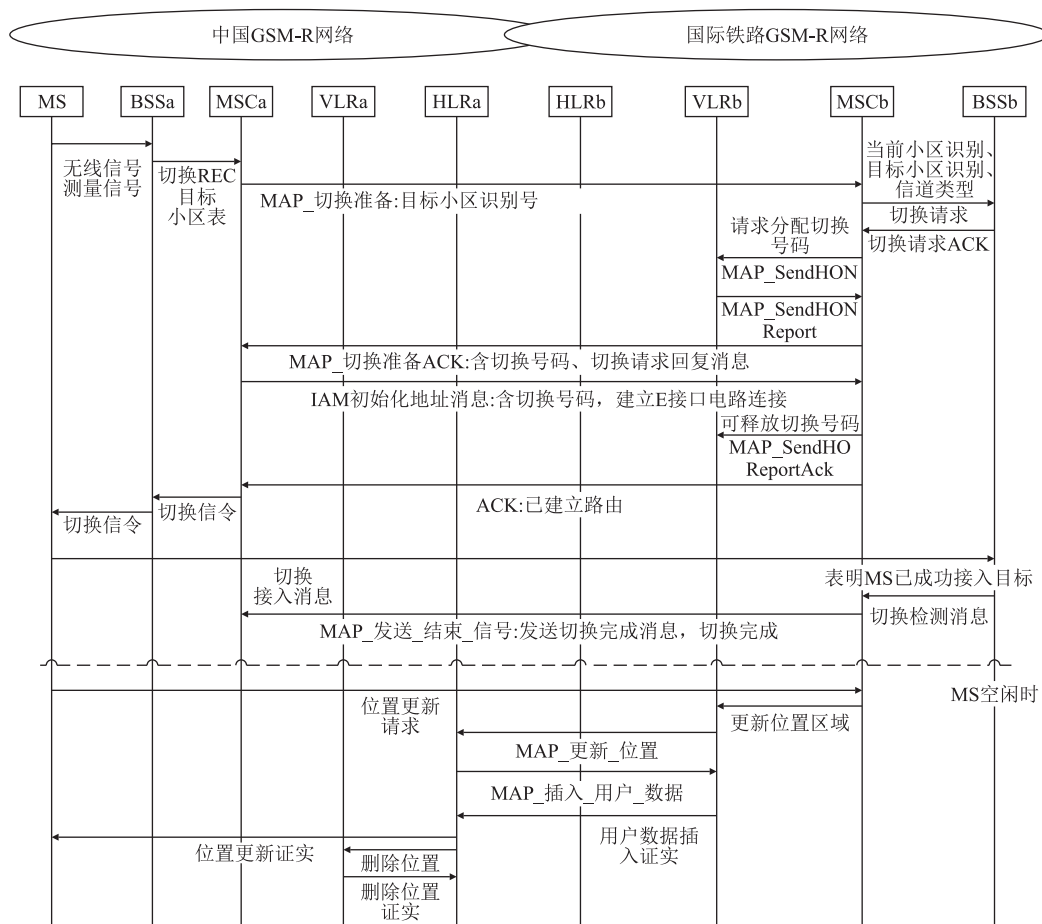 中国GSM-R网络
国际铁路GSM-R网络
MS
BSSa
MSCa
VLRa
HLRa
HLRb
VLRb
MSCb
BSSb
无线信号
测量信号
切换REC
目标
小区表
MAP_切换准备:目标小区识别号
当前小区识别、
目标小区识别、
信道类型
切换请求
切换请求ACK
请求分配切换
号码
MAP_SendHON
MAP_SendHON
Report
MAP_切换准备ACK:含切换号码、切换请求回复消息
IAM初始化地址消息:含切换号码，建立E接口电路连接
可释放切换号码
MAP_SendHO
ReportAck
ACK:已建立路由
切换信令
切换信令
切换
接入消息
表明MS已成功接入目标
切换检测消息
MAP_发送_结束_信号:发送切换完成消息，切换完成
MS空闲时
位置更新
请求
更新位置区域
MAP_更新_位置
MAP_插入_用户_数据
用户数据插
入证实
位置更新证实
删除位置
删除位置
证实